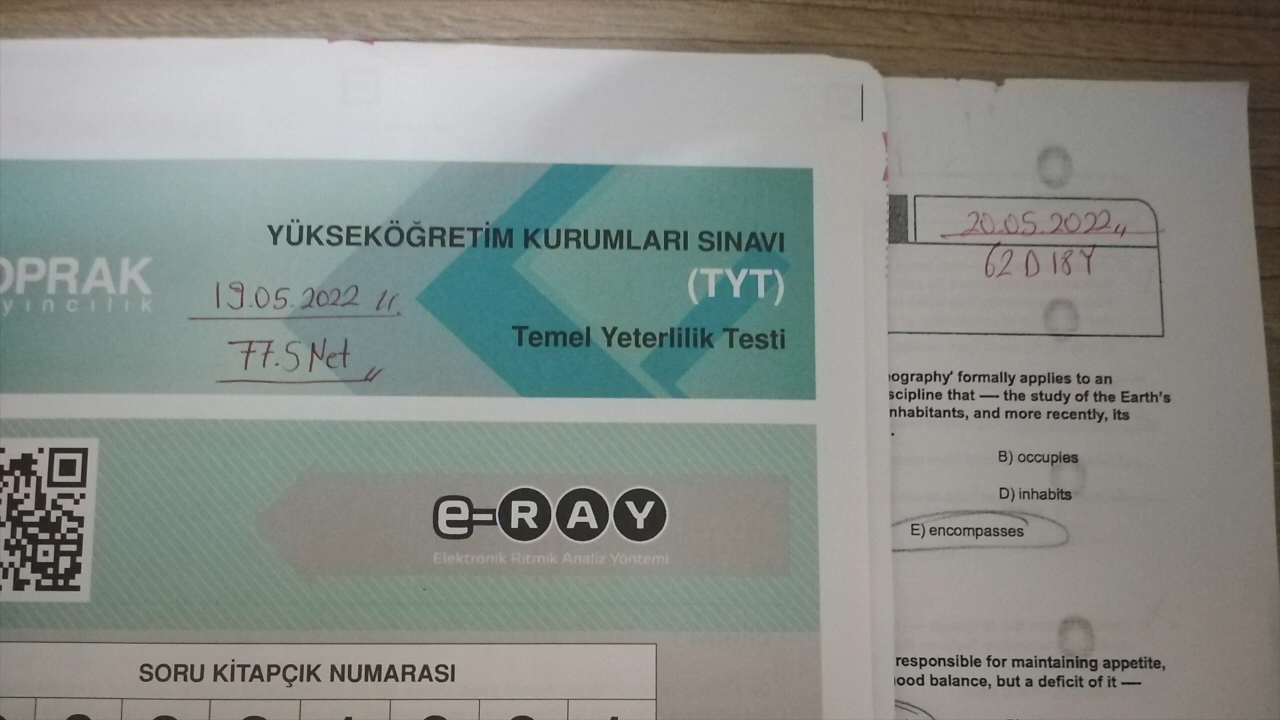 YÜKSEKÖĞRETİM KURUMLARI SINAVI
(TYT)
Temel Yeterlilik Testi
OPRAK
yıncılık
19.05.2022
77.5 Net
e-RAY
Elektronik Ritmik Analiz Yöntemi
SORU KİTAPÇIK NUMARASI
20.05.2022
62 D 18 Y
ography' formally applies to an
scipline that — the study of the Earth's
nhabitants, and more recently, its
B) occupies
D) inhabits
E) encompasses
responsible for maintaining appetite,
ood balance, but a deficit of it —